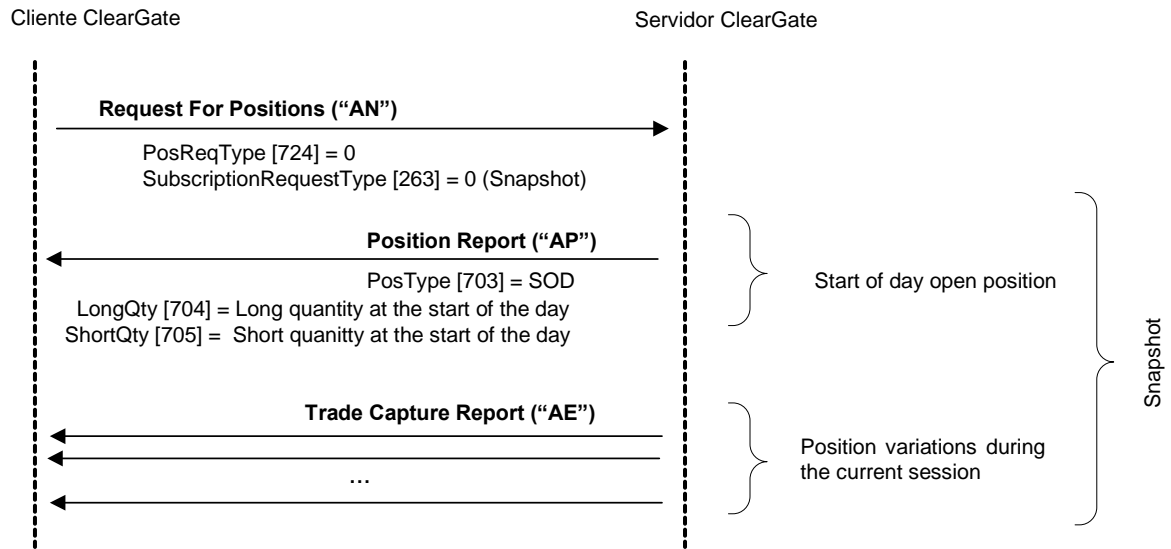 Cliente ClearGate
Servidor ClearGate
Request For Positions (“AN”)
PosReqType [724] = 0
SubscriptionRequestType [263] = 0 (Snapshot)
Position Report (“AP”)
PosType [703] = SOD
LongQty [704] = Long quantity at the start of the day
ShortQty [705] = Short quanitty at the start of the day
Start of day open position
Trade Capture Report (“AE”)
...
Position variations during
the current session
Snapshot